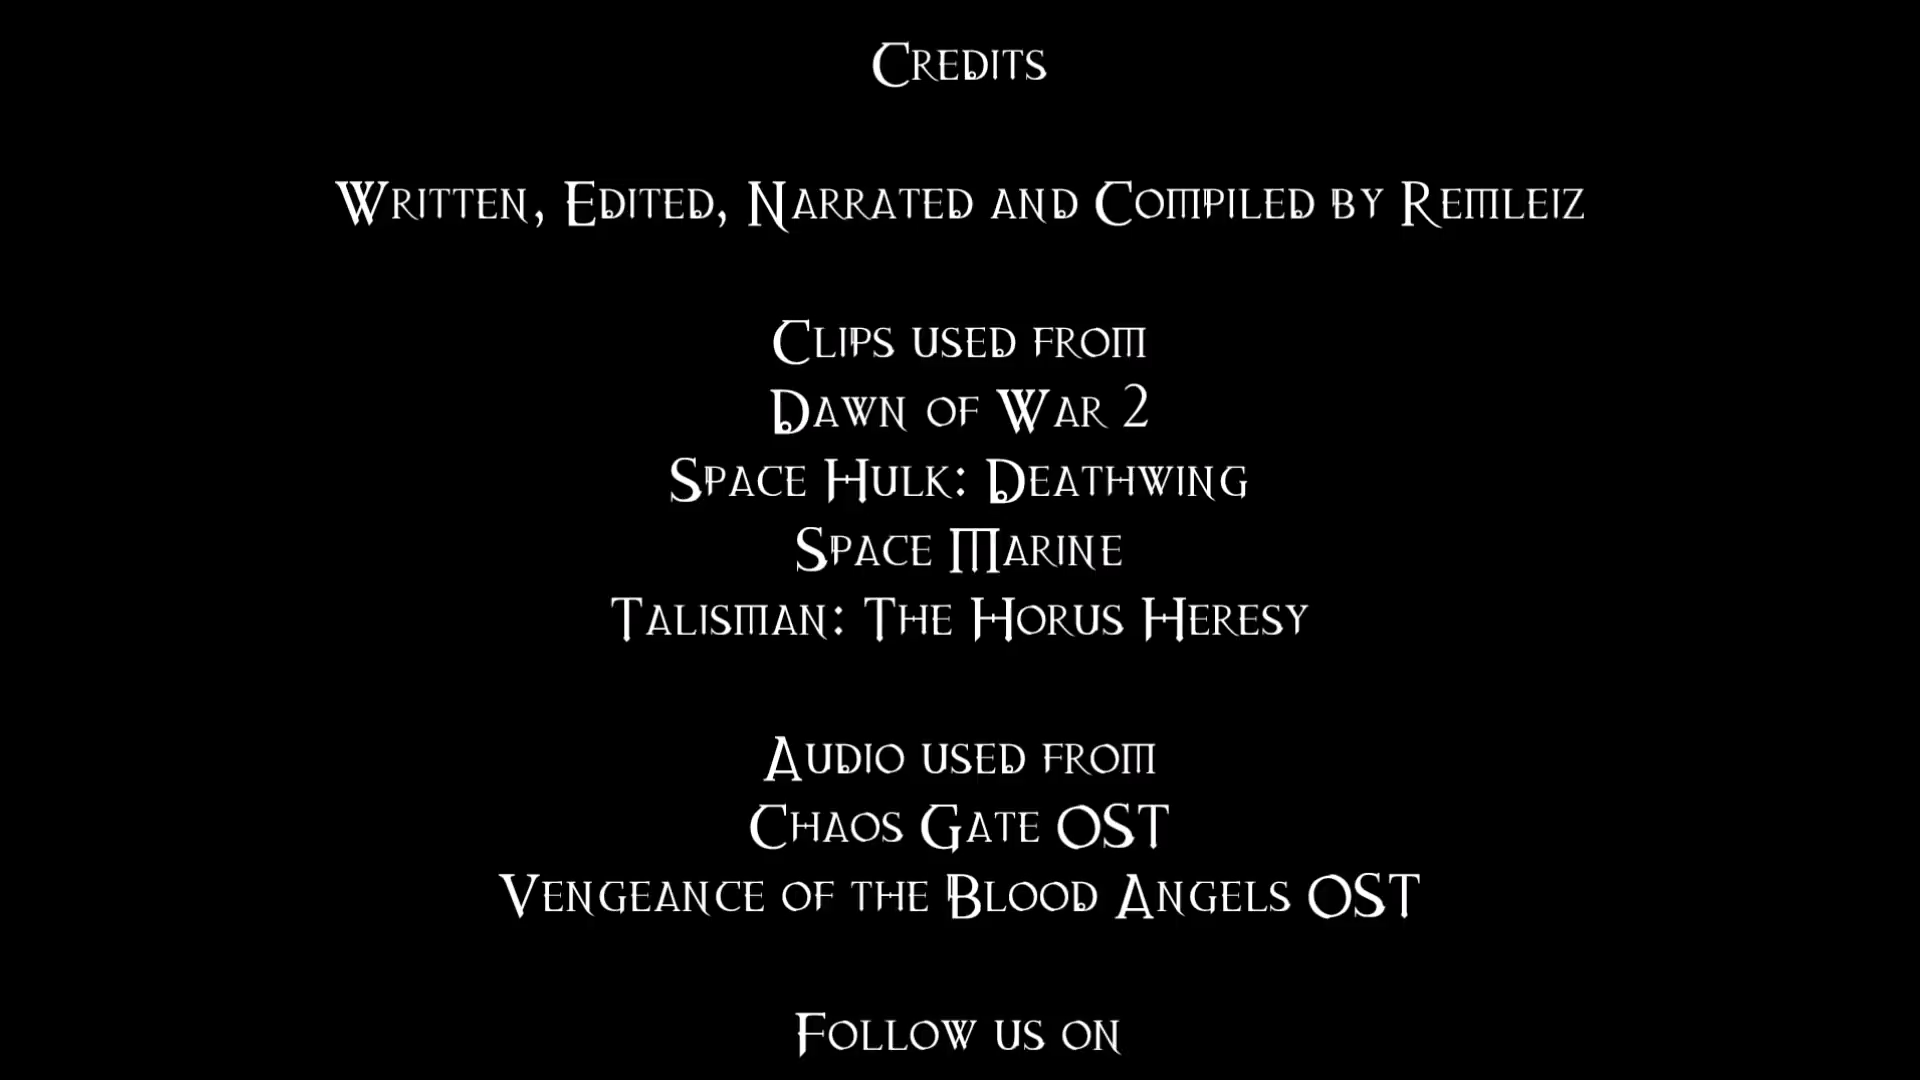 Credits
Written, Edited, Narrated and Compiled by Remleiz
Clips used from
Dawn of War 2
Space Hulk: Deathwing
Space Marine
Talisman: The Horus Heresy
Audio used from
Chaos Gate OST
Vengeance of the Blood Angels OST
Follow us on